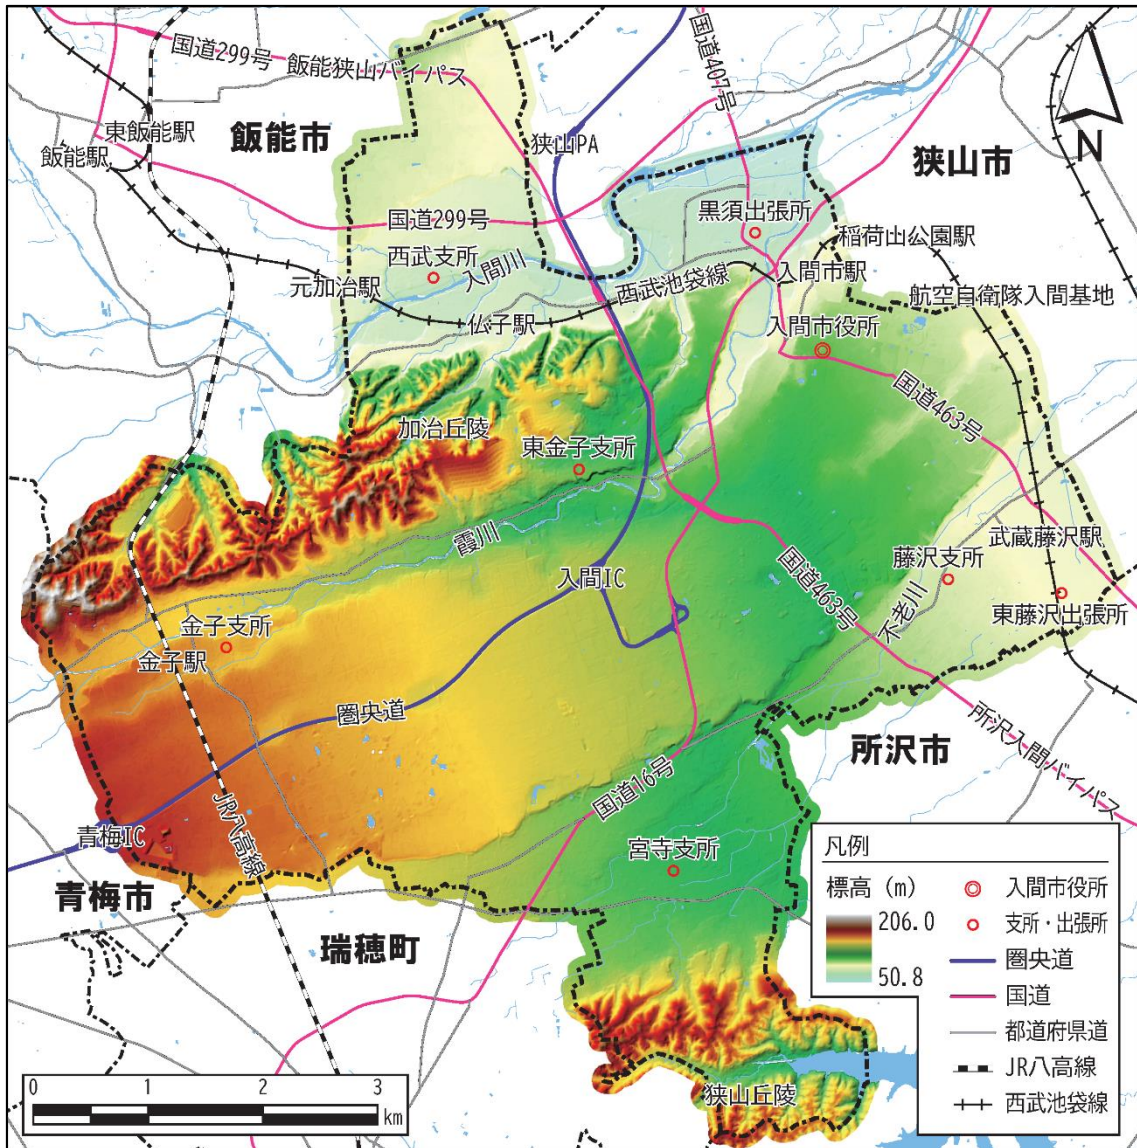 国道299号 飯能狭山バイパス
国道407号
東飯能駅
飯能駅
飯能市
狭山PA
狭山市
N
国道299号
黒須出張所
稲荷山公園駅
西武支所
入間川
元加治駅
西武池袋線
入間市駅
航空自衛隊入間基地
仏子駅
入間市役所
国道463号
加治丘陵
東金子支所
霞川
入間IC
武蔵藤沢駅
藤沢支所
国道463号
不老川
東藤沢出張所
金子支所
金子駅
圏央道
所沢入間バイパス
所沢市
国道16号
JR八高線
青梅IC
青梅市
宮寺支所
瑞穂町
狭山丘陵
凡例
標高 (m)
206.0
50.8
入間市役所
支所・出張所
圏央道
国道
都道府県道
JR八高線
西武池袋線
0 1 2 3
km